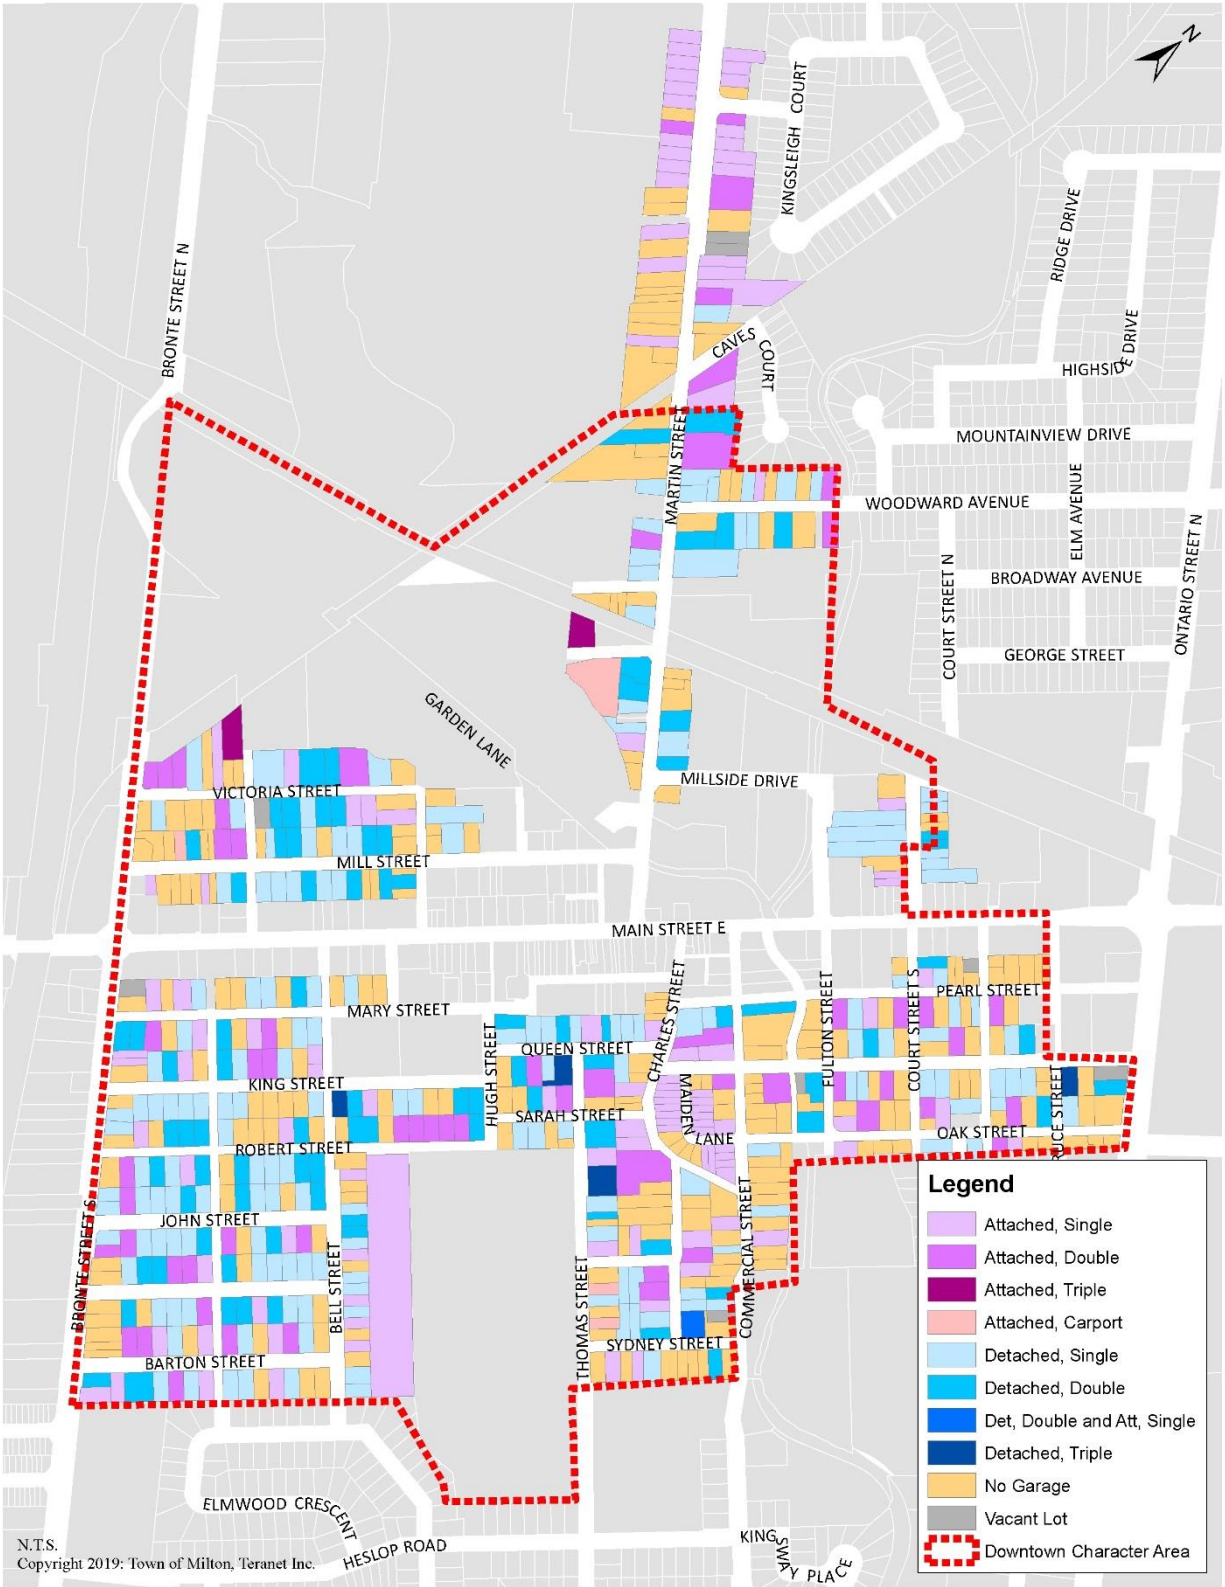 N
KINGSLEIGH COURT
RIDGE DRIVE
BRONTE STREET N
CAVES COURT
HIGHSIDE DRIVE
MARTIN STREET
MOUNTAINVIEW DRIVE
WOODWARD AVENUE
ELM AVENUE
ONTARIO STREET N
COURT STREET N
BROADWAY AVENUE
GEORGE STREET
GARDEN LANE
MILLSIDE DRIVE
VICTORIA STREET
MILL STREET
MAIN STREET E
MARY STREET
CHARLES STREET
FULTON STREET
COURT STREET S
PEARL STREET
HUGH STREET
QUEEN STREET
KING STREET
MAIDEN LANE
SARAH STREET
RUCE STREET
OAK STREET
ROBERT STREET
BRONTE STREET S
JOHN STREET
BELL STREET
THOMAS STREET
COMMERCIAL STREET
SYDNEY STREET
BARTON STREET
ELMWOOD CRESCENT
HESLOP ROAD
KINGSWAY PLACE
Legend
Attached, Single
Attached, Double
Attached, Triple
Attached, Carport
Detached, Single
Detached, Double
Det, Double and Att, Single
Detached, Triple
No Garage
Vacant Lot
Downtown Character Area
N.T.S.
Copyright 2019: Town of Milton, Teranet Inc.